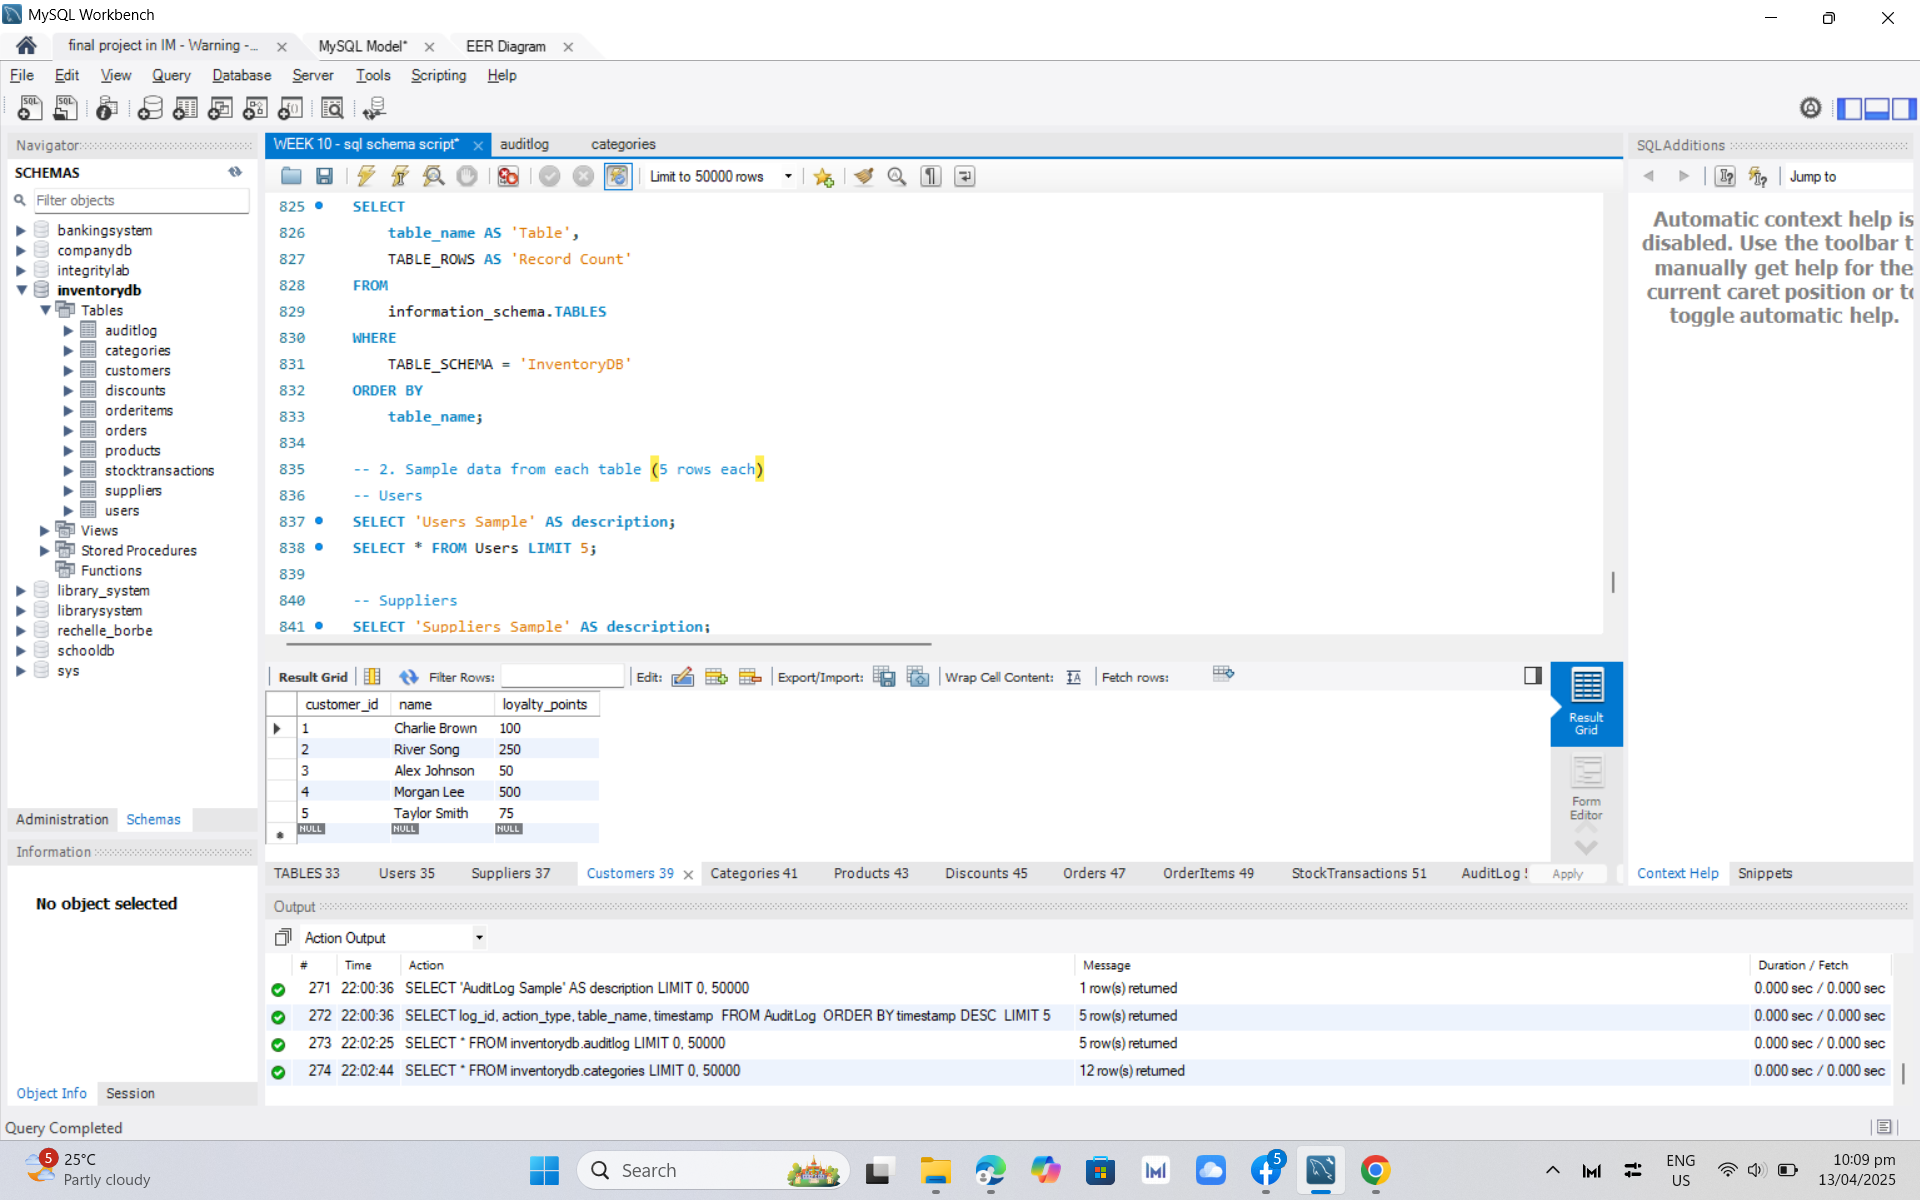 MySQL Workbench
final project in IM - Warning -...
MySQL Model*
EER Diagram
File Edit View Query Database Server Tools Scripting Help
Navigator
SCHEMAS
Filter objects
bankingsystem
companydb
integritylab
inventorydb
Tables
auditlog
categories
customers
discounts
orderitems
orders
products
stocktransactions
suppliers
users
Views
Stored Procedures
Functions
library_system
librarysystem
rechelle_borbe
schooldb
sys
Administration Schemas
Information
No object selected
Object Info Session
Query Completed
WEEK 10 - sql schema script* auditlog categories
Limit to 50000 rows
825 SELECT
826 table_name AS 'Table',
827 TABLE_ROWS AS 'Record Count'
828 FROM
829 information_schema.TABLES
830 WHERE
831 TABLE_SCHEMA = 'InventoryDB'
832 ORDER BY
833 table_name;
834
835 -- 2. Sample data from each table (5 rows each)
836 -- Users
837 SELECT 'Users Sample' AS description;
838 SELECT * FROM Users LIMIT 5;
839
840 -- Suppliers
841 SELECT 'Suppliers Sample' AS description;
Result Grid Filter Rows: Edit: Export/Import: Wrap Cell Content: Fetch rows:
customer_id name loyalty_points
1 Charlie Brown 100
2 River Song 250
3 Alex Johnson 50
4 Morgan Lee 500
5 Taylor Smith 75
NULL NULL NULL
Result
Grid
Form
Editor
TABLES 33 Users 35 Suppliers 37 Customers 39 Categories 41 Products 43 Discounts 45 Orders 47 OrderItems 49 StockTransactions 51 AuditLog Apply
Output
Action Output
# Time Action Message Duration / Fetch
271 22:00:36 SELECT 'AuditLog Sample' AS description LIMIT 0, 50000 1 row(s) returned 0.000 sec / 0.000 sec
272 22:00:36 SELECT log_id, action_type, table_name, timestamp FROM AuditLog ORDER BY timestamp DESC LIMIT 5 5 row(s) returned 0.000 sec / 0.000 sec
273 22:02:25 SELECT * FROM inventorydb.auditlog LIMIT 0, 50000 5 row(s) returned 0.000 sec / 0.000 sec
274 22:02:44 SELECT * FROM inventorydb.categories LIMIT 0, 50000 12 row(s) returned 0.000 sec / 0.000 sec
SQLAdditions
Jump to
Automatic context help is
disabled. Use the toolbar t
manually get help for the
current caret position or to
toggle automatic help.
Context Help Snippets
5
25°C
Partly cloudy
Search
5
ENG
US
10:09 pm
13/04/2025